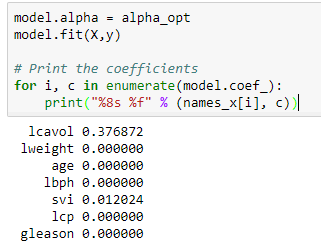 model.alpha = alpha_opt
model.fit(X,y)
# Print the coefficients
for i, c in enumerate(model.coef_):
    print("%8s %f" % (names_x[i], c))
  lcavol 0.376872
 lweight 0.000000
     age 0.000000
    lbph 0.000000
     svi 0.012024
     lcp 0.000000
 gleason 0.000000